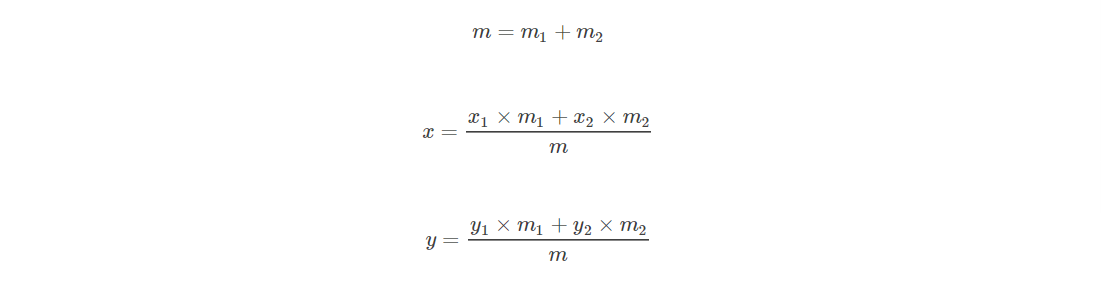 m = m₁ + m₂
x = (x₁ × m₁ + x₂ × m₂) / m
y = (y₁ × m₁ + y₂ × m₂) / m